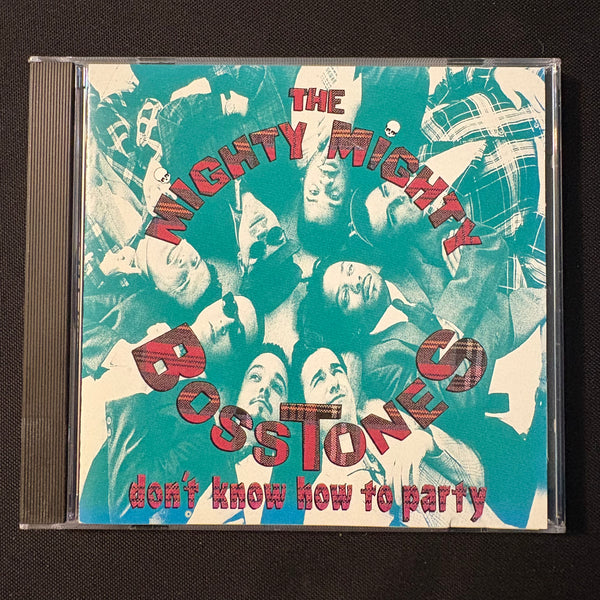 THE
MIGHTY MIGHTY
BOSSTONES
don't know how to party